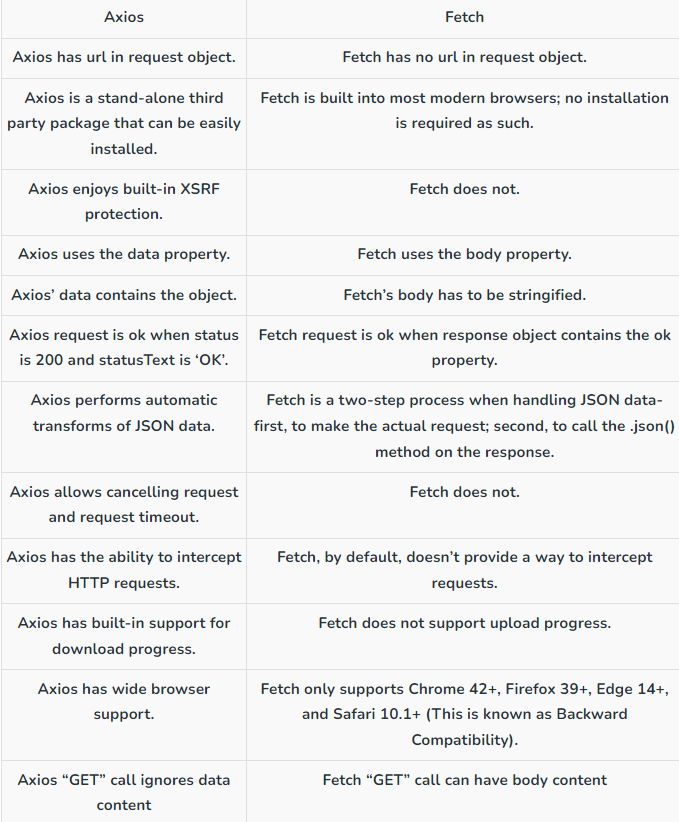 Axios Fetch
Axios has url in request object. Fetch has no url in request object.
Axios is a stand-alone third
party package that can be easily
installed.
Fetch is built into most modern browsers; no installation
is required as such.
Axios enjoys built-in XSRF
protection.
Fetch does not.
Axios uses the data property. Fetch uses the body property.
Axios’ data contains the object. Fetch’s body has to be stringified.
Axios request is ok when status
is 200 and statusText is ‘OK’.
Fetch request is ok when response object contains the ok
property.
Axios performs automatic
transforms of JSON data.
Fetch is a two-step process when handling JSON data-
first, to make the actual request; second, to call the .json()
method on the response.
Axios allows cancelling request
and request timeout.
Fetch does not.
Axios has the ability to intercept
HTTP requests.
Fetch, by default, doesn’t provide a way to intercept
requests.
Axios has built-in support for
download progress.
Fetch does not support upload progress.
Axios has wide browser
support.
Fetch only supports Chrome 42+, Firefox 39+, Edge 14+,
and Safari 10.1+ (This is known as Backward
Compatibility).
Axios “GET” call ignores data
content
Fetch “GET” call can have body content